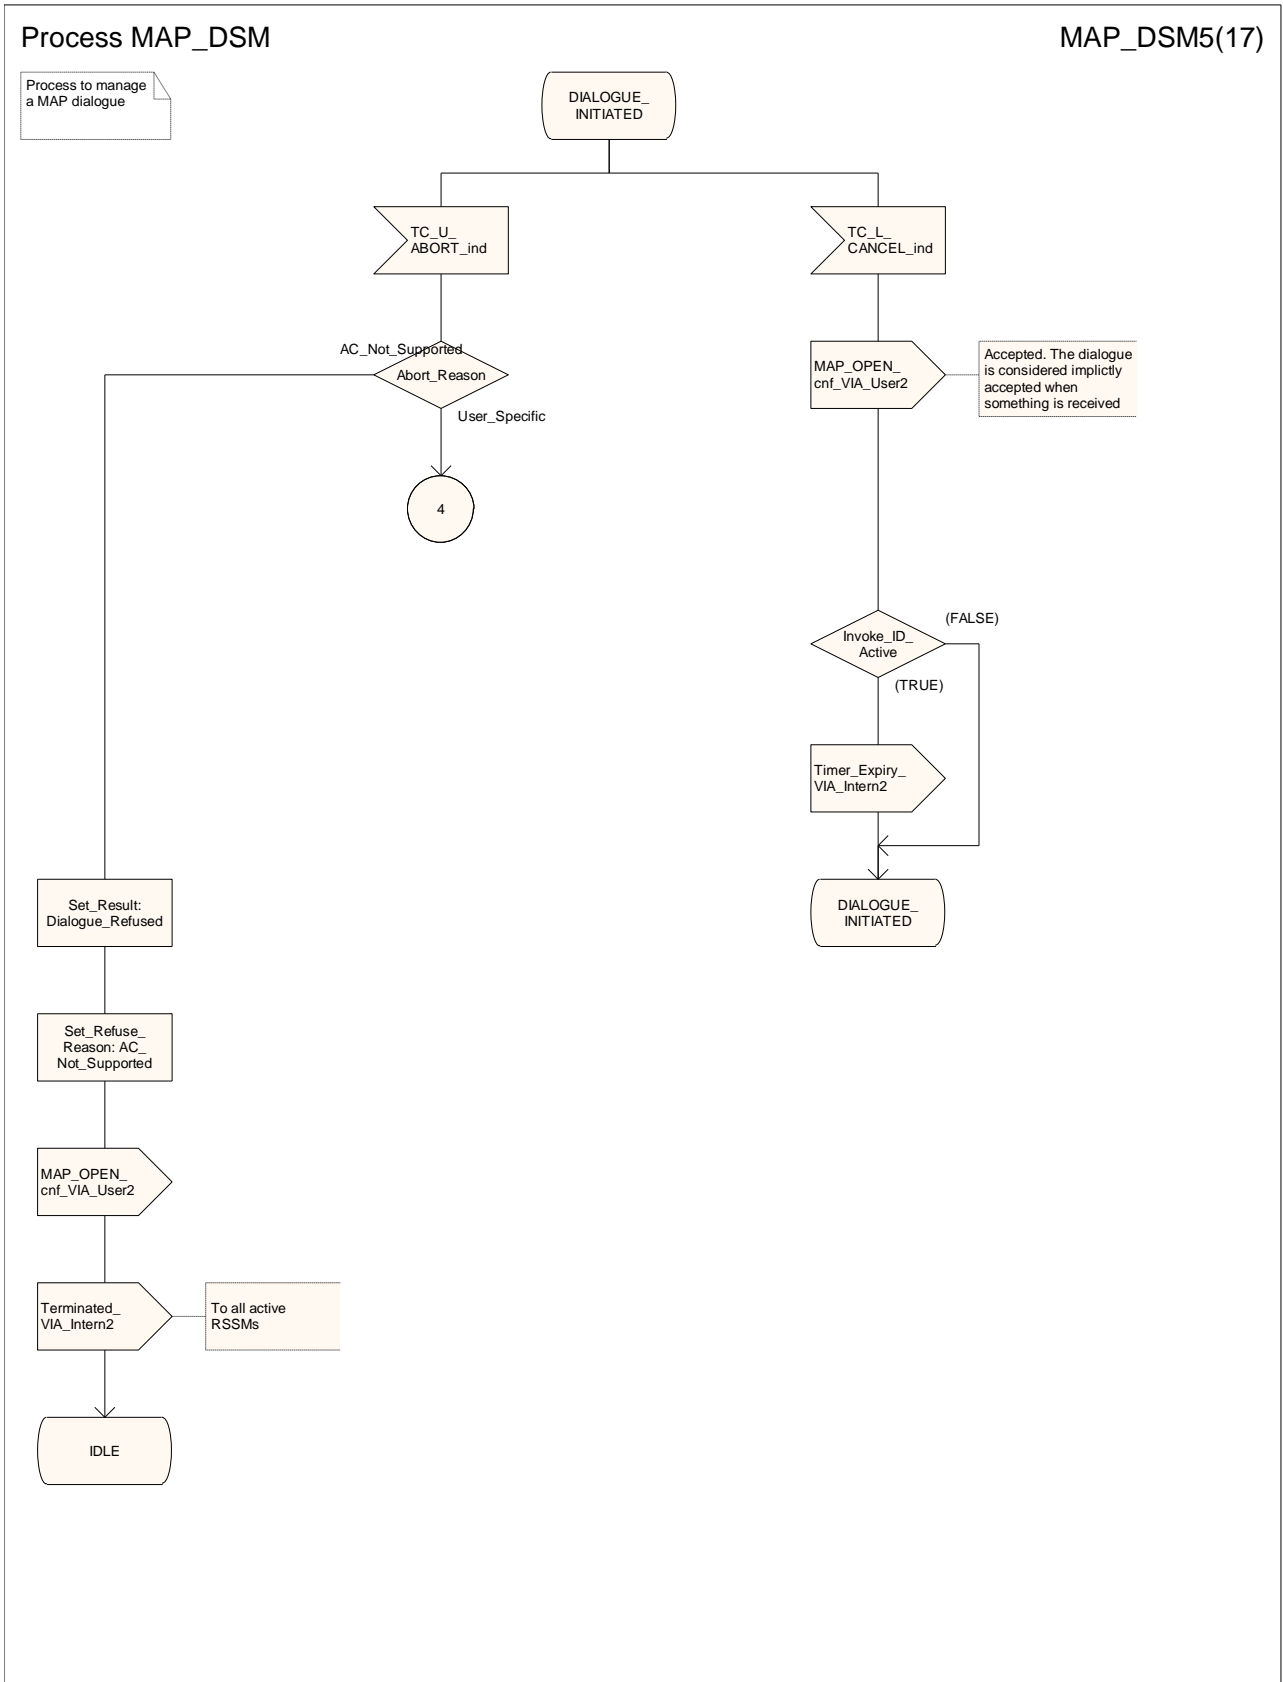 Process MAP_DSM
MAP_DSM5(17)
Process to manage
a MAP dialogue
DIALOGUE_
INITIATED
TC_U_
ABORT_ind
TC_L_
CANCEL_ind
AC_Not_Supported
Abort_Reason
User_Specific
4
MAP_OPEN_
cnf_VIA_User2
Accepted. The dialogue
is considered implictly
accepted when
something is received
Invoke_ID_
Active
(FALSE)
(TRUE)
Timer_Expiry_
VIA_Intern2
DIALOGUE_
INITIATED
Set_Result:
Dialogue_Refused
Set_Refuse_
Reason: AC_
Not_Supported
MAP_OPEN_
cnf_VIA_User2
Terminated_
VIA_Intern2
To all active
RSSMs
IDLE